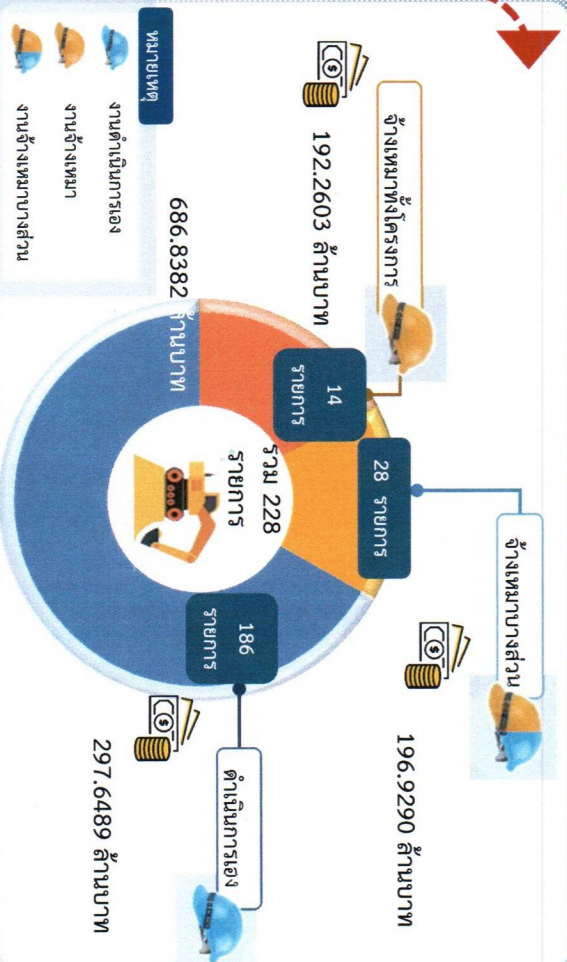 จ้างเหมาทั้งโครงการ
192.2603 ล้านบาท
14
รายการ
จ้างเหมาบางส่วน
196.9290 ล้านบาท
28 รายการ
รวม 228
รายการ
686.8382 ล้านบาท
186
รายการ
ดำเนินการเอง
297.6489 ล้านบาท
หมายเหตุ
งานดำเนินการเอง
งานจ้างเหมา
งานจ้างเหมาบางส่วน